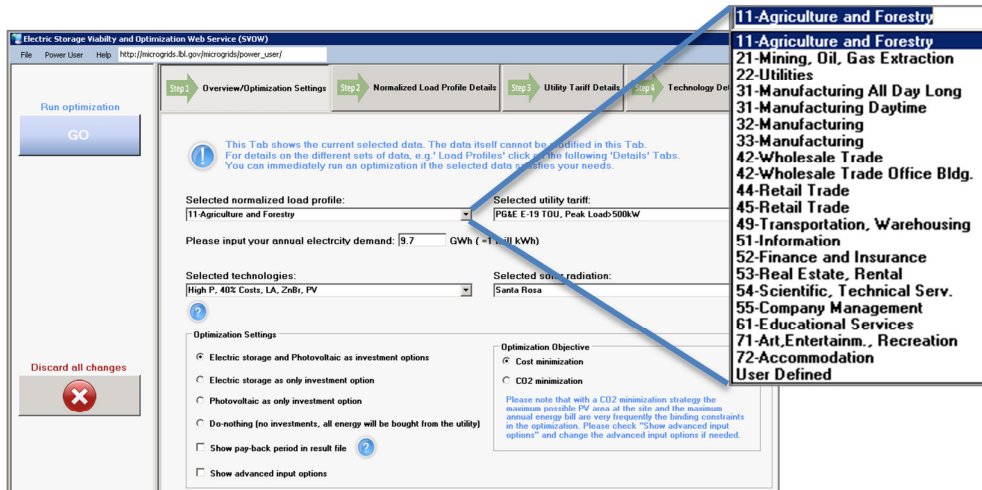 Electric Storage Viabilty and Optimization Web Service (SVOW)
File Power User Help http://microgrids.lbl.gov/microgrids/power_user/
Run optimization
GO
Discard all changes
Step1 Overview/Optimization Settings
Step2 Normalized Load Profile Details
Step3 Utility Tariff Details
Step4 Technology De
This Tab shows the current selected data. The data itself cannot be modified in this Tab.
For details on the different sets of data, e.g.' Load Profiles' click on the following 'Details' Tabs.
You can immediately run an optimization if the selected data satisfies your needs.
Selected normalized load profile:
11-Agriculture and Forestry
Selected utility tariff:
PG&E E-19 TOU, Peak Load>500kW
Please input your annual electrcity demand: 9.7 GWh ( =1 mill kWh)
Selected technologies:
High P, 40% Costs, LA, ZnBr, PV
Selected solar radiation:
Santa Rosa
?
Optimization Settings
Electric storage and Photovoltaic as investment options
Electric storage as only investment option
Photovoltaic as only investment option
Do-nothing (no investments, all energy will be bought from the utility)
Show pay-back period in result file ?
Show advanced input options
Optimization Objective
Cost minimization
CO2 minimization
Please note that with a CO2 minimization strategy the
maximum possible PV area at the site and the maximum
annual energy bill are very frequently the binding constraints
in the optimization. Please check "Show advanced input
options" and change the advanced input options if needed.
11-Agriculture and Forestry
11-Agriculture and Forestry
21-Mining, Oil, Gas Extraction
22-Utilities
31-Manufacturing All Day Long
31-Manufacturing Daytime
32-Manufacturing
33-Manufacturing
42-Wholesale Trade
42-Wholesale Trade Office Bldg.
44-Retail Trade
45-Retail Trade
49-Transportation, Warehousing
51-Information
52-Finance and Insurance
53-Real Estate, Rental
54-Scientific, Technical Serv.
55-Company Management
61-Educational Services
71-Art,Entertainm., Recreation
72-Accommodation
User Defined